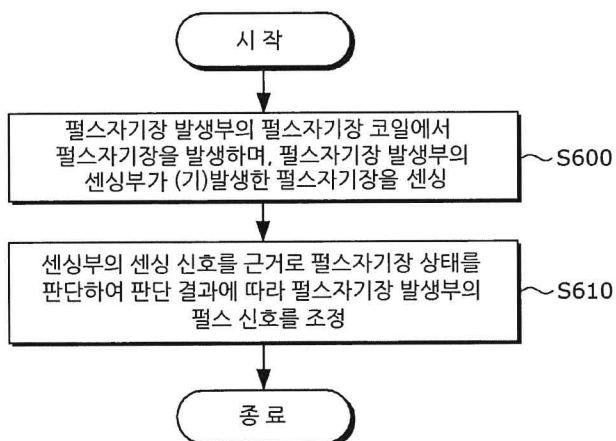 시 작
펄스자기장 발생부의 펄스자기장 코일에서
펄스자기장을 발생하며, 펄스자기장 발생부의
센싱부가 (기)발생한 펄스자기장을 센싱
S600
센싱부의 센싱 신호를 근거로 펄스자기장 상태를
판단하여 판단 결과에 따라 펄스자기장 발생부의
펄스 신호를 조정
S610
종 료